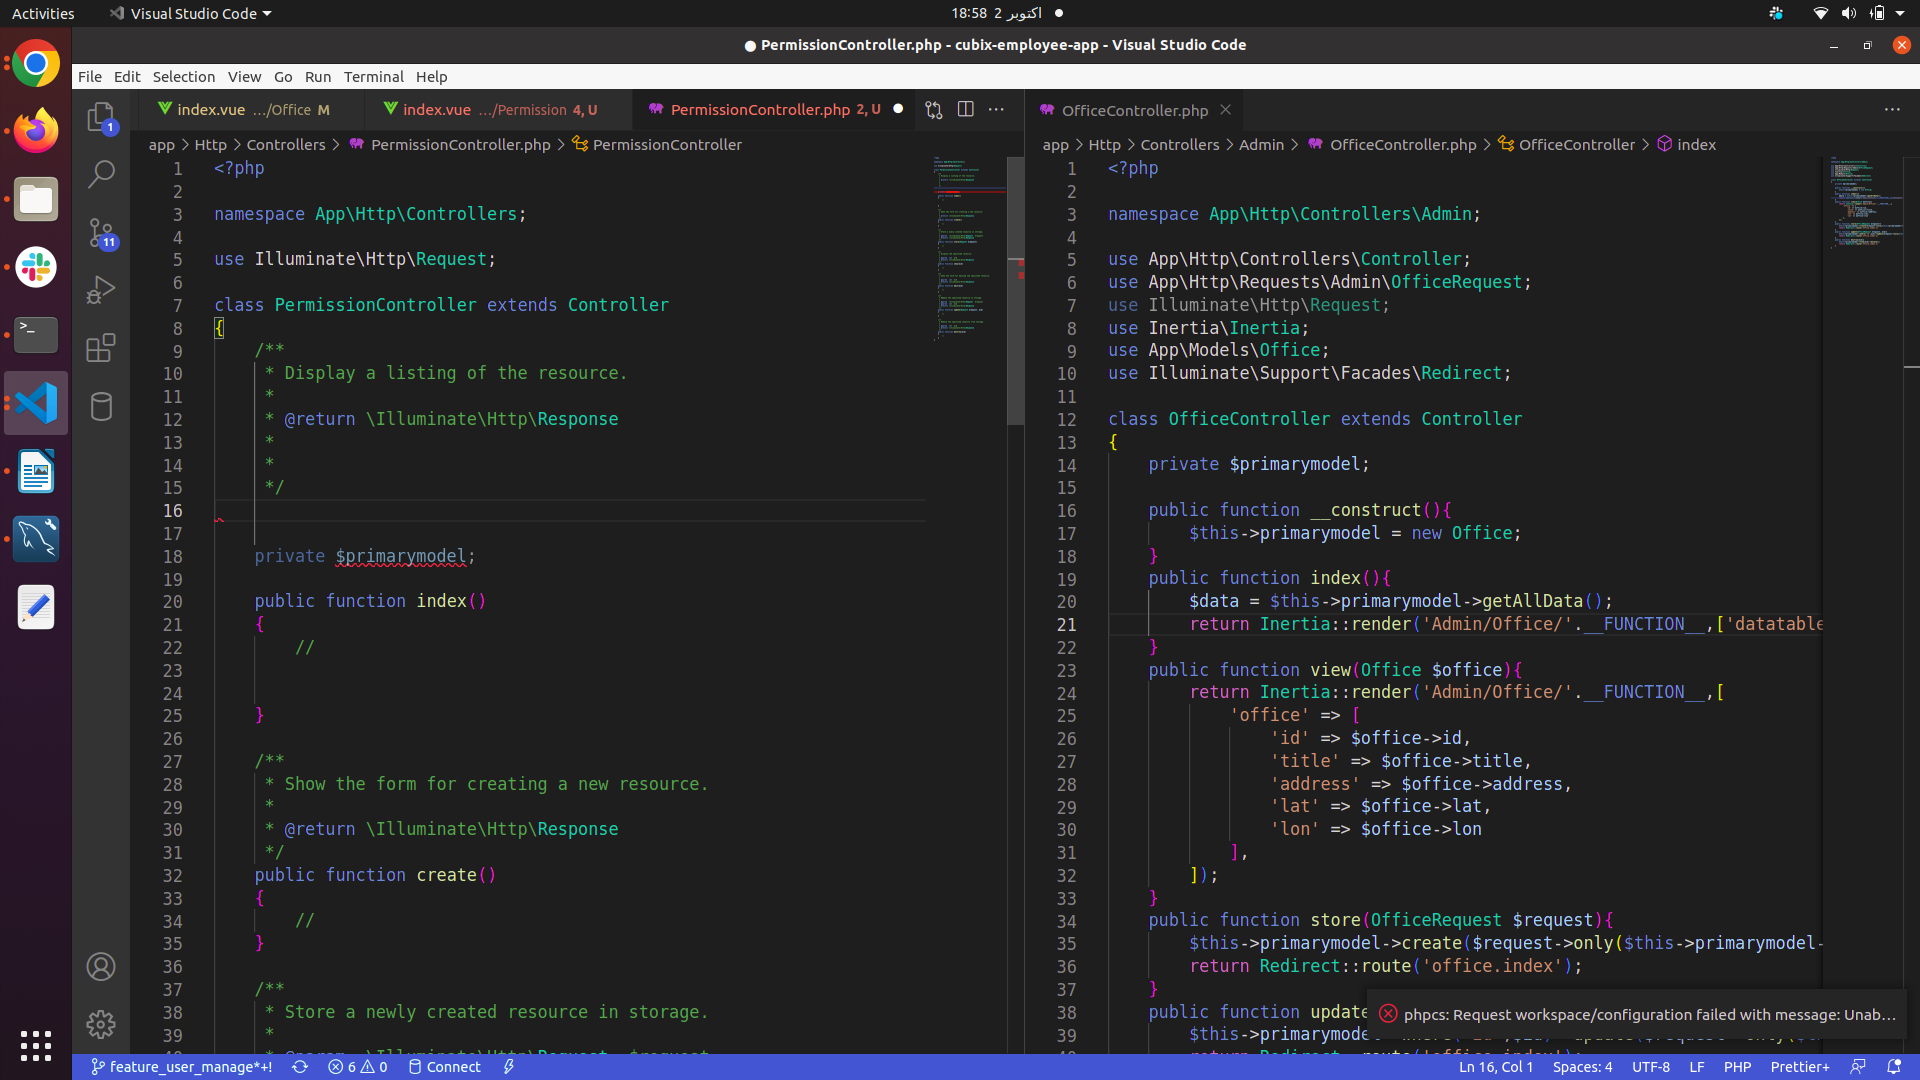 Activities
Visual Studio Code
18:58 2 اکتوبر
● PermissionController.php - cubix-employee-app - Visual Studio Code
File Edit Selection View Go Run Terminal Help
index.vue …/Office M
index.vue …/Permission 4, U
PermissionController.php 2, U
OfficeController.php
app > Http > Controllers > PermissionController.php > PermissionController
1 <?php
2
3 namespace App\Http\Controllers;
4
5 use Illuminate\Http\Request;
6
7 class PermissionController extends Controller
8 {
9 /**
10 * Display a listing of the resource.
11 *
12 * @return \Illuminate\Http\Response
13 *
14 *
15 */
16
17
18 private $primarymodel;
19
20 public function index()
21 {
22 //
23
24
25 }
26
27 /**
28 * Show the form for creating a new resource.
29 *
30 * @return \Illuminate\Http\Response
31 */
32 public function create()
33 {
34 //
35 }
36
37 /**
38 * Store a newly created resource in storage.
39 *
app > Http > Controllers > Admin > OfficeController.php > OfficeController > index
1 <?php
2
3 namespace App\Http\Controllers\Admin;
4
5 use App\Http\Controllers\Controller;
6 use App\Http\Requests\Admin\OfficeRequest;
7 use Illuminate\Http\Request;
8 use Inertia\Inertia;
9 use App\Models\Office;
10 use Illuminate\Support\Facades\Redirect;
11
12 class OfficeController extends Controller
13 {
14 private $primarymodel;
15
16 public function __construct(){
17 $this->primarymodel = new Office;
18 }
19 public function index(){
20 $data = $this->primarymodel->getAllData();
21 return Inertia::render('Admin/Office/'.__FUNCTION__,['datatable
22 }
23 public function view(Office $office){
24 return Inertia::render('Admin/Office/'.__FUNCTION__,[
25 'office' => [
26 'id' => $office->id,
27 'title' => $office->title,
28 'address' => $office->address,
29 'lat' => $office->lat,
30 'lon' => $office->lon
31 ],
32 ]);
33 }
34 public function store(OfficeRequest $request){
35 $this->primarymodel->create($request->only($this->primarymodel-
36 return Redirect::route('office.index');
37 }
38 public function update
39 $this->primarymode
phpcs: Request workspace/configuration failed with message: Unab...
1
11
feature_user_manage*+!
6
0
Connect
Ln 16, Col 1
Spaces: 4
UTF-8
LF
PHP
Prettier+